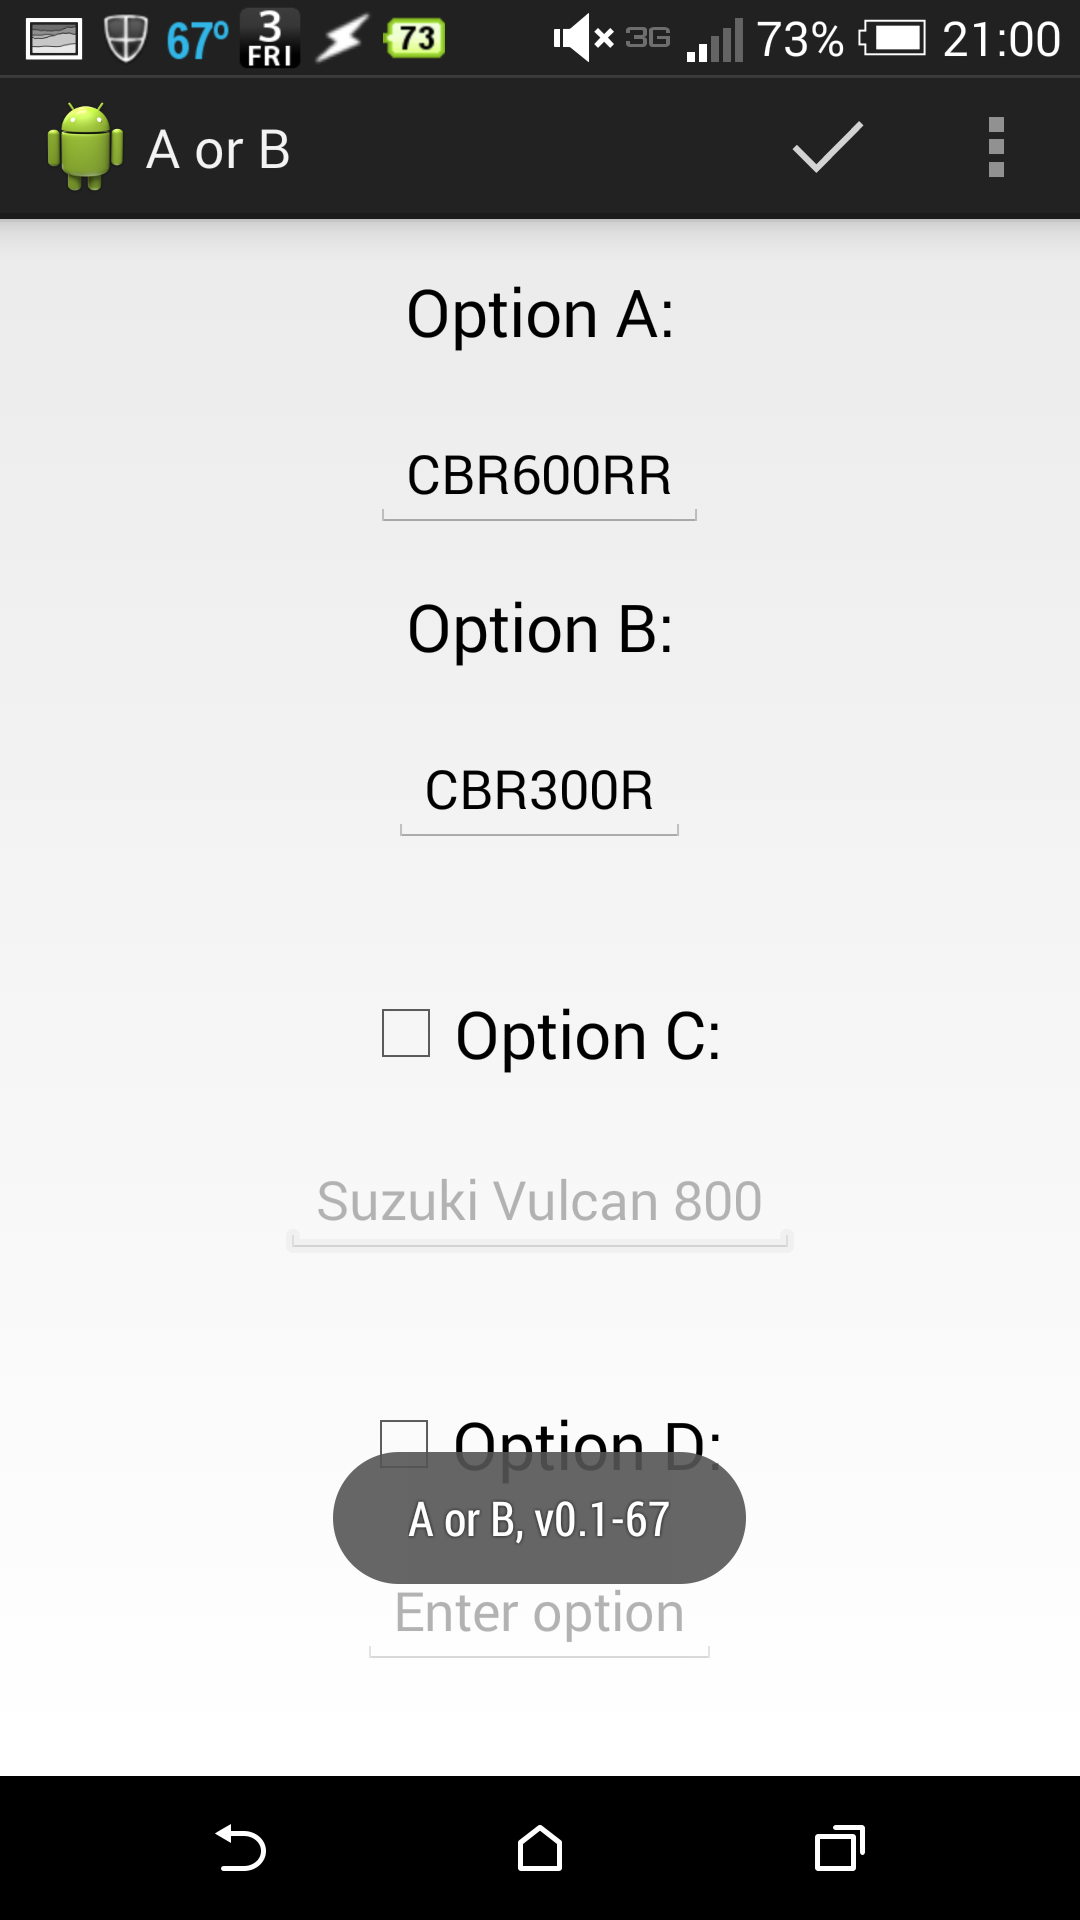 67° 3 FRI 73 3G 73% 21:00
A or B
Option A:
CBR600RR
Option B:
CBR300R
Option C:
Suzuki Vulcan 800
Option D:
A or B, v0.1-67
Enter option